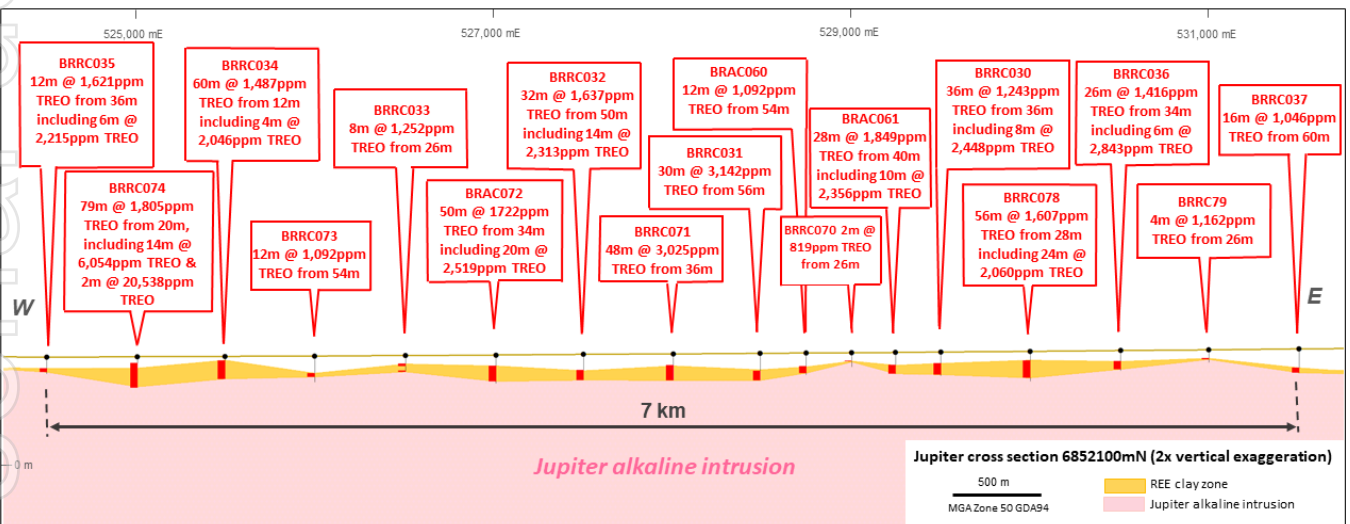 525,000 mE
527,000 mE
529,000 mE
531,000 mE
BRRC035
12m @ 1,621ppm
TREO from 36m
including 6m @
2,215ppm TREO
BRRC074
79m @ 1,805ppm
TREO from 20m,
including 14m @
6,054ppm TREO &
2m @ 20,538ppm
TREO
BRRC034
60m @ 1,487ppm
TREO from 12m
including 4m @
2,046ppm TREO
BRRC073
12m @ 1,092ppm
TREO from 54m
BRRC033
8m @ 1,252ppm
TREO from 26m
BRAC072
50m @ 1722ppm
TREO from 34m
including 20m @
2,519ppm TREO
BRRC032
32m @ 1,637ppm
TREO from 50m
including 14m @
2,313ppm TREO
BRRC071
48m @ 3,025ppm
TREO from 36m
BRRC031
30m @ 3,142ppm
TREO from 56m
BRAC060
12m @ 1,092ppm
TREO from 54m
BRRC070 2m @
819ppm TREO
from 26m
BRAC061
28m @ 1,849ppm
TREO from 40m
including 10m @
2,356ppm TREO
BRRC030
36m @ 1,243ppm
TREO from 36m
including 8m @
2,448ppm TREO
BRRC078
56m @ 1,607ppm
TREO from 28m
including 24m @
2,060ppm TREO
BRRC036
26m @ 1,416ppm
TREO from 34m
including 6m @
2,843ppm TREO
BRRC79
4m @ 1,162ppm
TREO from 26m
BRRC037
16m @ 1,046ppm
TREO from 60m
W
E
7 km
0 m
Jupiter alkaline intrusion
Jupiter cross section 6852100mN (2x vertical exaggeration)
500 m
MGA Zone 50 GDA94
REE clay zone
Jupiter alkaline intrusion